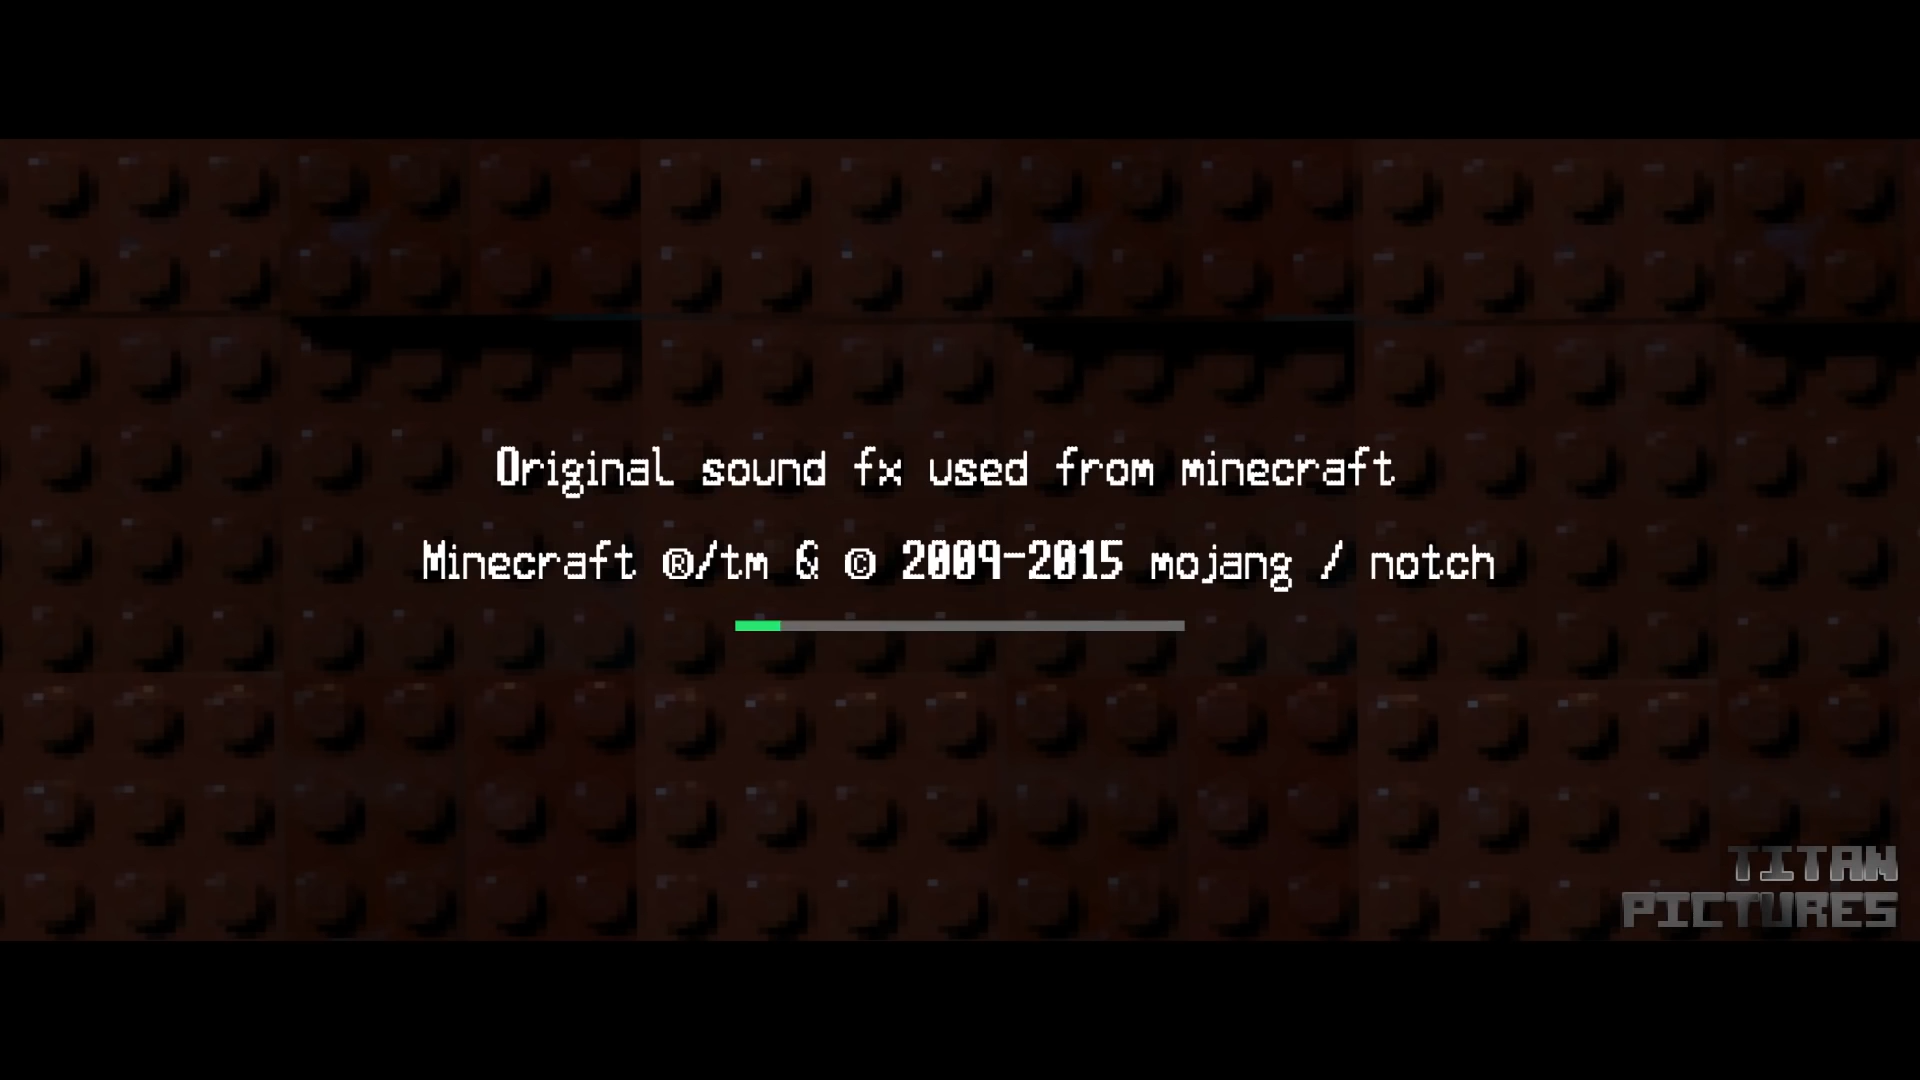 Original sound fx used from minecraft
Minecraft ®/tm & © 2009-2015 mojang / notch
TITAN
PICTURES